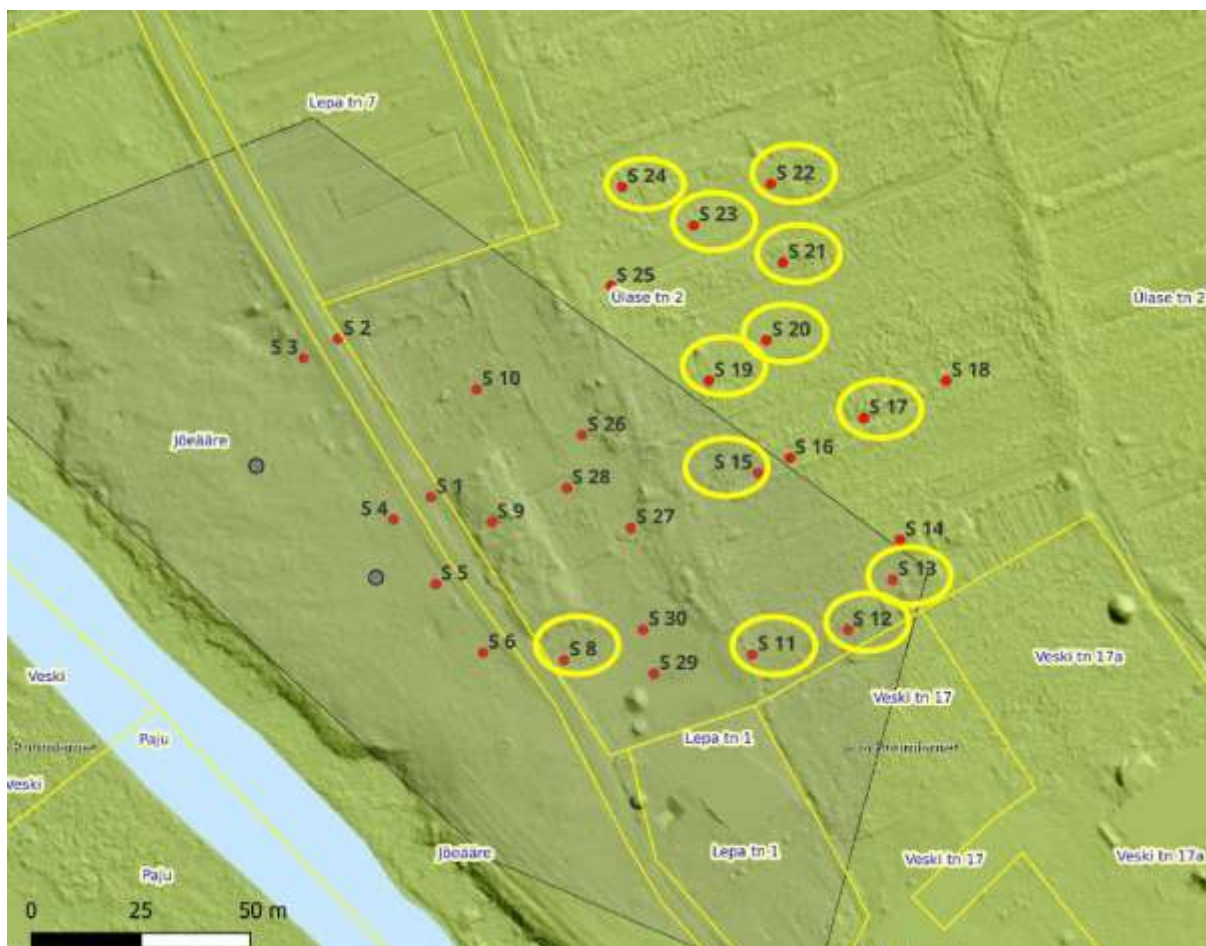 Lepa tn 7
S 24
S 22
S 23
S 21
S 25
Ülase tn 2
Ülase tn 2
S 2
S 3
S 20
S 19
S 18
S 10
S 17
S 26
Jõeääre
S 16
S 15
S 28
S 1
S 4
S 9
S 27
S 14
S 5
S 13
S 30
S 12
S 6
S 8
S 11
S 29
Veski tn 17a
Veski
Veski tn 17
Paju
Lepa tn 1
Veski
Jõeääre
Lepa tn 1
Veski tn 17
Veski tn 17a
Paju
0 25 50 m